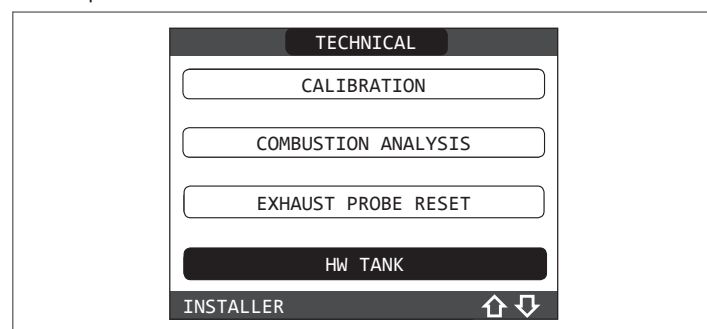 TECHNICAL
CALIBRATION
COMBUSTION ANALYSIS
EXHAUST PROBE RESET
HW TANK
INSTALLER